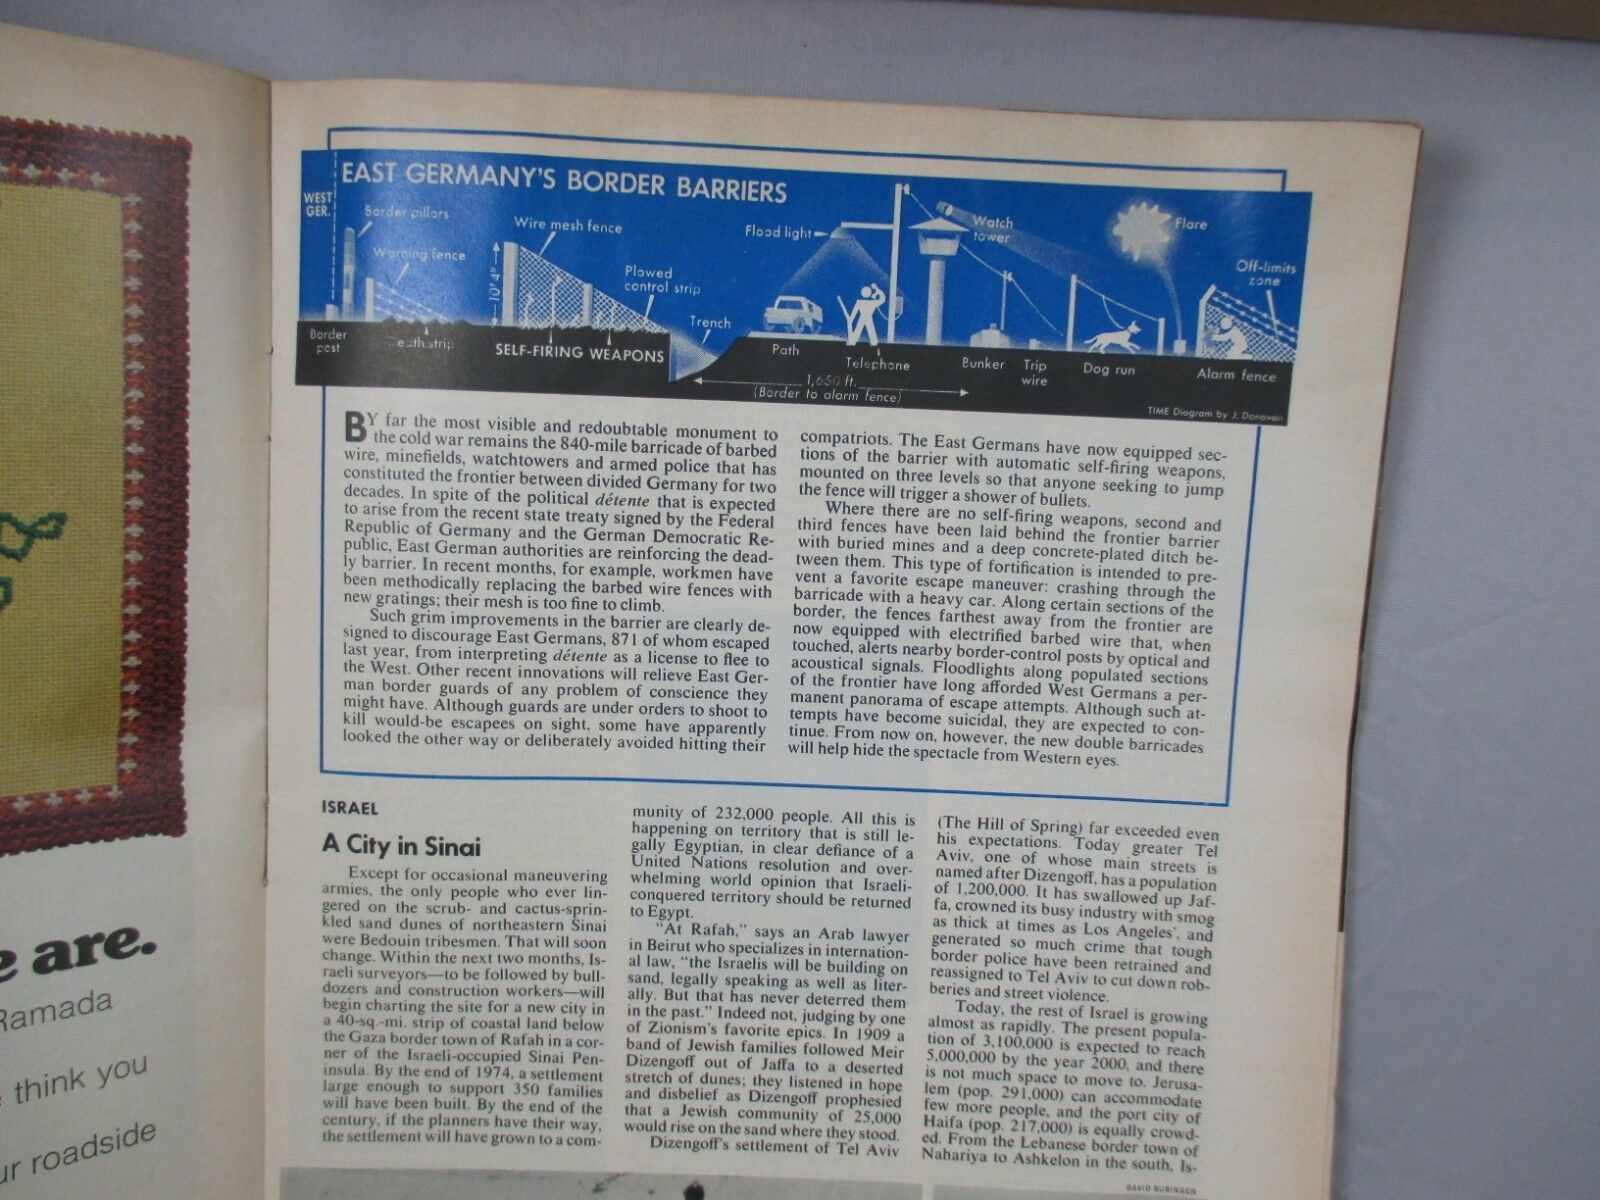 e are.
Ramada
think you
ur roadside
EAST GERMANY'S BORDER BARRIERS
WEST
GER.
Border pillars
Warning fence
Wire mesh fence
10' 4"
Plowed
control strip
Trench
Flood light
Watch
tower
Flare
Off-limits
zone
Border
post
Death strip
SELF-FIRING WEAPONS
Path
Telephone
Bunker
Trip
wire
Dog run
Alarm fence
1,650 ft.
(Border to alarm fence)
TIME Diagram by J. Donovan
BY far the most visible and redoubtable monument to
the cold war remains the 840-mile barricade of barbed
wire, minefields, watchtowers and armed police that has
constituted the frontier between divided Germany for two
decades. In spite of the political détente that is expected
to arise from the recent state treaty signed by the Federal
Republic of Germany and the German Democratic Re-
public, East German authorities are reinforcing the dead-
ly barrier. In recent months, for example, workmen have
been methodically replacing the barbed wire fences with
new gratings; their mesh is too fine to climb.
Such grim improvements in the barrier are clearly de-
signed to discourage East Germans, 871 of whom escaped
last year, from interpreting détente as a license to flee to
the West. Other recent innovations will relieve East Ger-
man border guards of any problem of conscience they
might have. Although guards are under orders to shoot to
kill would-be escapees on sight, some have apparently
looked the other way or deliberately avoided hitting their
compatriots. The East Germans have now equipped sec-
tions of the barrier with automatic self-firing weapons,
mounted on three levels so that anyone seeking to jump
the fence will trigger a shower of bullets.
Where there are no self-firing weapons, second and
third fences have been laid behind the frontier barrier
with buried mines and a deep concrete-plated ditch be-
tween them. This type of fortification is intended to pre-
vent a favorite escape maneuver: crashing through the
barricade with a heavy car. Along certain sections of the
border, the fences farthest away from the frontier are
now equipped with electrified barbed wire that, when
touched, alerts nearby border-control posts by optical and
acoustical signals. Floodlights along populated sections
of the frontier have long afforded West Germans a per-
manent panorama of escape attempts. Although such at-
tempts have become suicidal, they are expected to con-
tinue. From now on, however, the new double barricades
will help hide the spectacle from Western eyes.
ISRAEL
A City in Sinai
Except for occasional maneuvering
armies, the only people who ever lin-
gered on the scrub- and cactus-sprin-
kled sand dunes of northeastern Sinai
were Bedouin tribesmen. That will soon
change. Within the next two months, Is-
raeli surveyors—to be followed by bull-
dozers and construction workers—will
begin charting the site for a new city in
a 40-sq.-mi. strip of coastal land below
the Gaza border town of Rafah in a cor-
ner of the Israeli-occupied Sinai Pen-
insula. By the end of 1974, a settlement
large enough to support 350 families
will have been built. By the end of the
century, if the planners have their way,
the settlement will have grown to a com-
munity of 232,000 people. All this is
happening on territory that is still le-
gally Egyptian, in clear defiance of a
United Nations resolution and over-
whelming world opinion that Israeli-
conquered territory should be returned
to Egypt.
"At Rafah," says an Arab lawyer
in Beirut who specializes in internation-
al law, "the Israelis will be building on
sand, legally speaking as well as liter-
ally. But that has never deterred them
in the past." Indeed not, judging by one
of Zionism's favorite epics. In 1909 a
band of Jewish families followed Meir
Dizengoff out of Jaffa to a deserted
stretch of dunes; they listened in hope
and disbelief as Dizengoff prophesied
that a Jewish community of 25,000
would rise on the sand where they stood.
Dizengoff's settlement of Tel Aviv
(The Hill of Spring) far exceeded even
his expectations. Today greater Tel
Aviv, one of whose main streets is
named after Dizengoff, has a population
of 1,200,000. It has swallowed up Jaf-
fa, crowned its busy industry with smog
as thick at times as Los Angeles', and
generated so much crime that tough
border police have been retrained and
reassigned to Tel Aviv to cut down rob-
beries and street violence.
Today, the rest of Israel is growing
almost as rapidly. The present popula-
tion of 3,100,000 is expected to reach
5,000,000 by the year 2000, and there
is not much space to move to. Jerusa-
lem (pop. 291,000) can accommodate
few more people, and the port city of
Haifa (pop. 217,000) is equally crowd-
ed. From the Lebanese border town of
Nahariya to Ashkelon in the south, Is-
DAVID RUBINGER